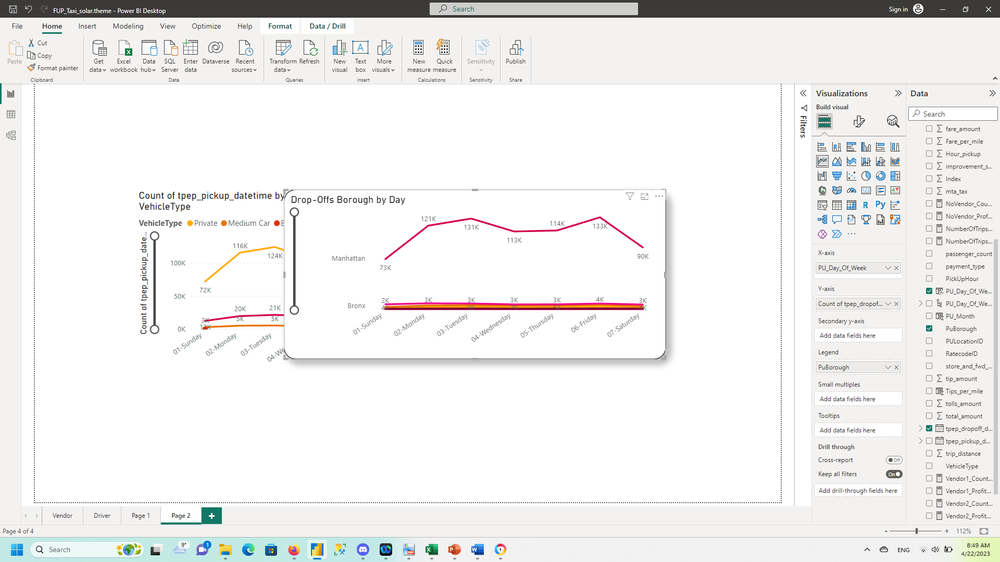 FUP_Taxi_solar.theme - Power BI Desktop
Search
Sign in
File
Home
Insert
Modeling
View
Optimize
Help
Format
Data / Drill
Paste
Cut
Copy
Format painter
Clipboard
Get data
Excel workbook
Data hub
SQL Server
Enter data
Dataverse
Recent sources
Data
Transform data
Refresh
Queries
New visual
A
Text box
More visuals
Insert
New measure
Quick measure
Calculations
Sensitivity
Sensitivity
Publish
Share
Count of tpep_pickup_datetime by
VehicleType
VehicleType
Private
Medium Car
Count of tpep_pickup_date...
100K
50K
0K
72K
116K
124K
20K
21K
3K
5K
5K
01-Sunday
02-Monday
03-Tuesday
04-We
Drop-Offs Borough by Day
Manhattan
73K
121K
131K
113K
114K
133K
90K
Bronx
2K
3K
3K
3K
3K
4K
3K
01-Sunday
02-Monday
03-Tuesday
04-Wednesday
05-Thursday
06-Friday
07-Saturday
Filters
Visualizations
Build visual
123
R
Py
X-axis
PU_Day_Of_Week
Y-axis
Count of tpep_dropof...
Secondary y-axis
Add data fields here
Legend
PuBorough
Small multiples
Add data fields here
Tooltips
Add data fields here
Drill through
Cross-report
Off
Keep all filters
On
Add drill-through fields here
Data
Search
fare_amount
Fare_per_mile
Hour_pickup
improvement_s...
Index
mta_tax
NoVendor_Cou...
NoVendor_Prof...
NumberOfTrips...
NumberOfTrips...
passenger_count
payment_type
PickUpHour
PU_Day_Of_We...
PU_Day_Of_We...
PU_Month
PuBorough
PULocationID
RatecodeID
store_and_fwd_...
tip_amount
Tips_per_mile
tolls_amount
total_amount
tpep_dropoff_d...
tpep_pickup_d...
trip_distance
VehicleType
Vendor1_Count...
Vendor1_Profit...
Vendor2_Count...
Vendor2_Profit...
Vendor
Driver
Page 1
Page 2
Page 4 of 4
112%
Search
9°
1
ENG
8:49 AM
4/22/2023